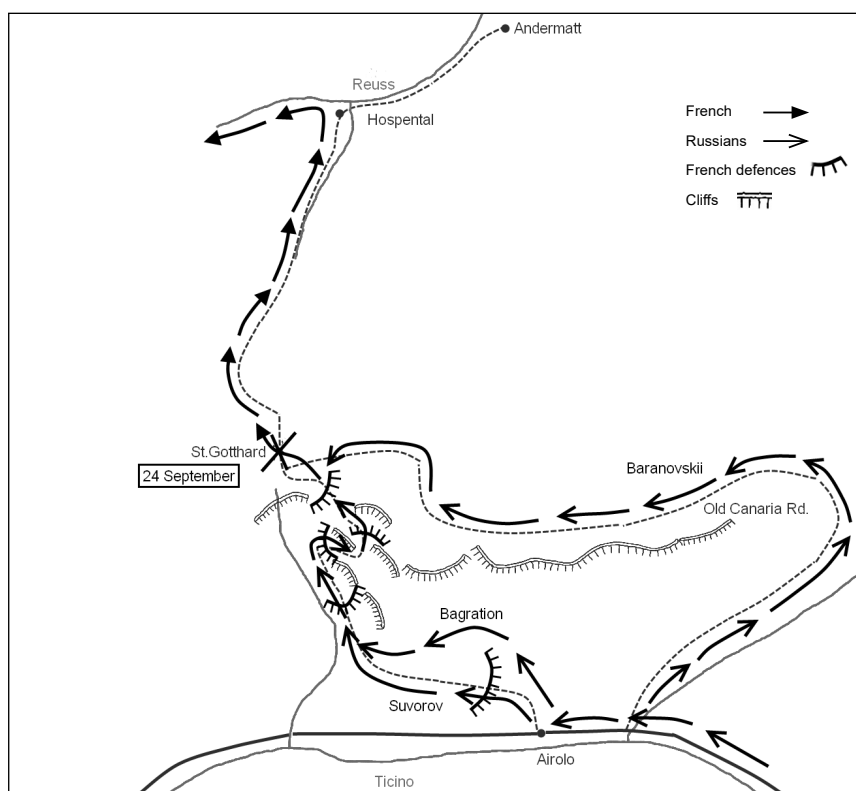 Andermatt
Reuss
Hospental
French
Russians
French defences
Cliffs
St.Gotthard
24 September
Baranovskii
Old Canaria Rd.
Bagration
Suvorov
Airolo
Ticino